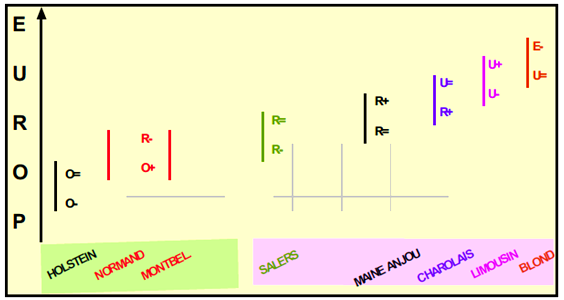 E
U
R
O
P
O=
O-
R-
O+
R=
R-
R+
R=
U=
R+
U+
U-
E-
U=
HOLSTEIN
NORMAND
MONTBEL.
SALERS
MAINE ANJOU
CHAROLAIS
LIMOUSIN
BLOND